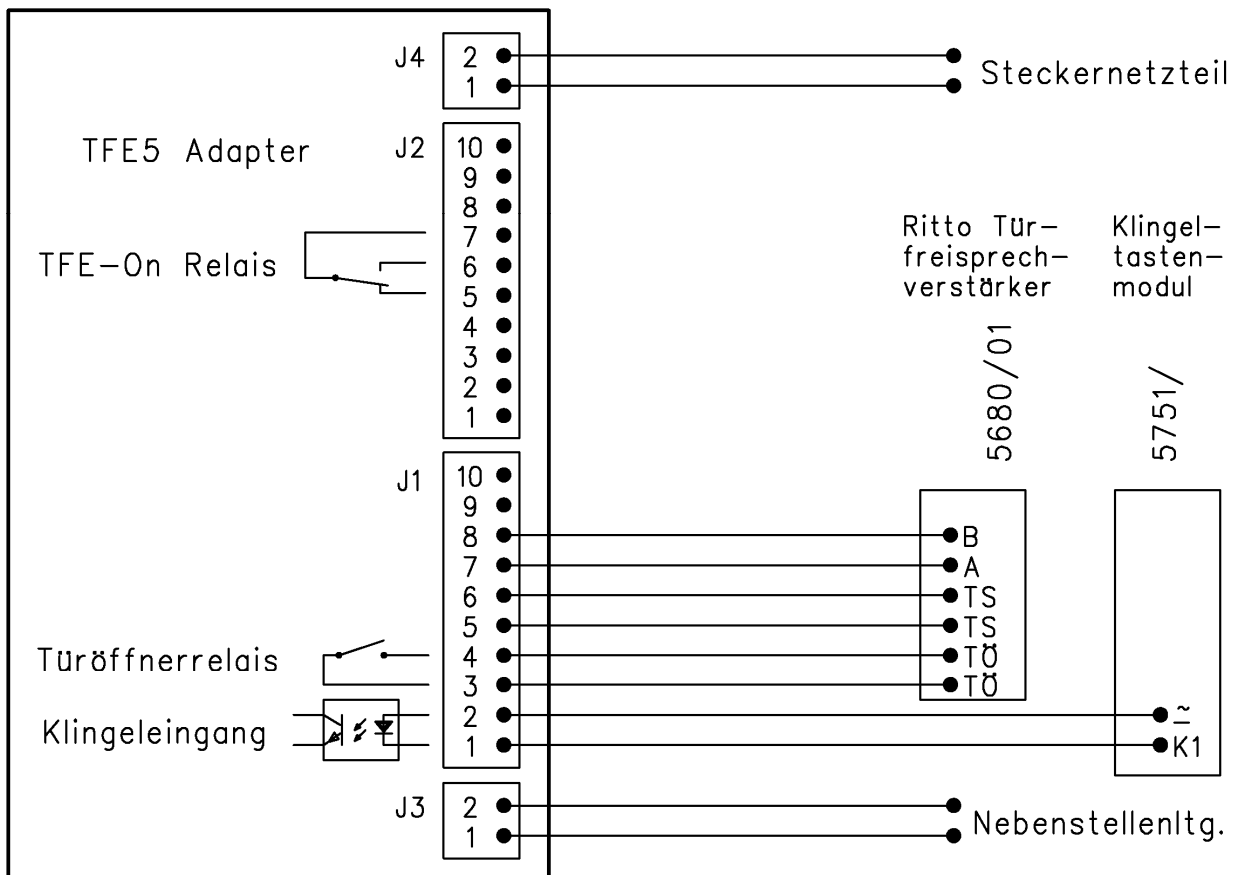 J4
2
1
Steckernetzteil
TFE5 Adapter
J2
10
9
8
7
6
5
4
3
2
1
TFE-On Relais
Ritto Tür-
freisprech-
verstärker
Klingel-
tasten-
modul
5680/01
5751/
J1
10
9
8
7
6
5
4
3
2
1
B
A
TS
TS
TÖ
TÖ
Türöffnerrelais
Klingeleingang
~
K1
J3
2
1
Nebenstellenltg.